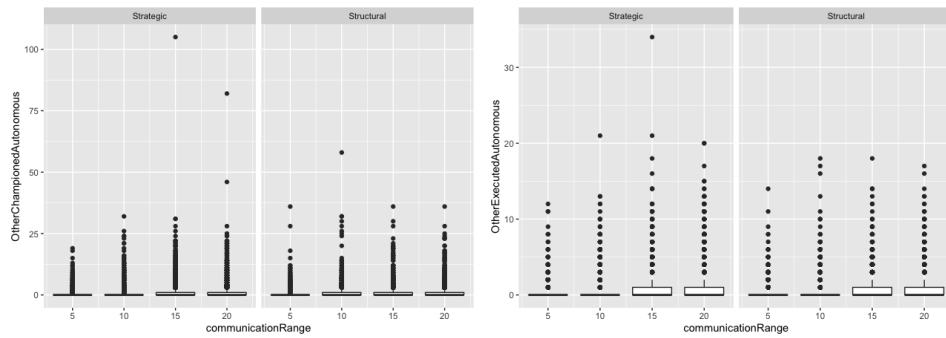 Strategic
Structural
100
75
50
25
0
OtherChampionedAutonomous
5 10 15 20 5 10 15 20
communicationRange
Strategic
Structural
30
20
10
0
OtherExecutedAutonomous
5 10 15 20 5 10 15 20
communicationRange